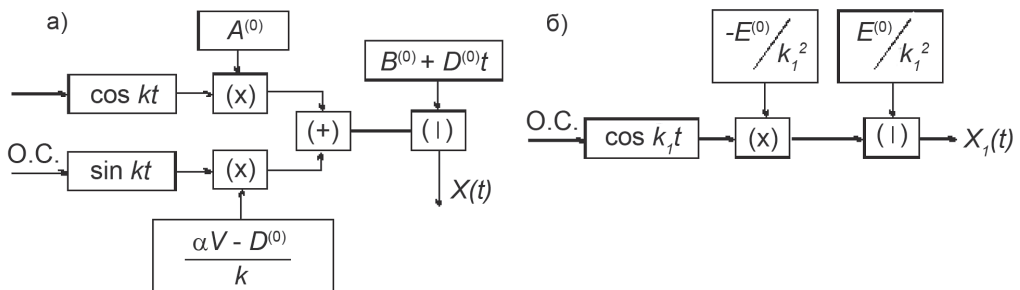 а)
A⁽⁰⁾
cos kt
(x)
B⁽⁰⁾ + D⁽⁰⁾t
(+)
( | )
О.С.
sin kt
(x)
X(t)
αV - D⁽⁰⁾
k
б)
-E⁽⁰⁾/k₁²
E⁽⁰⁾/k₁²
О.С.
cos k₁t
(x)
( | )
X₁(t)